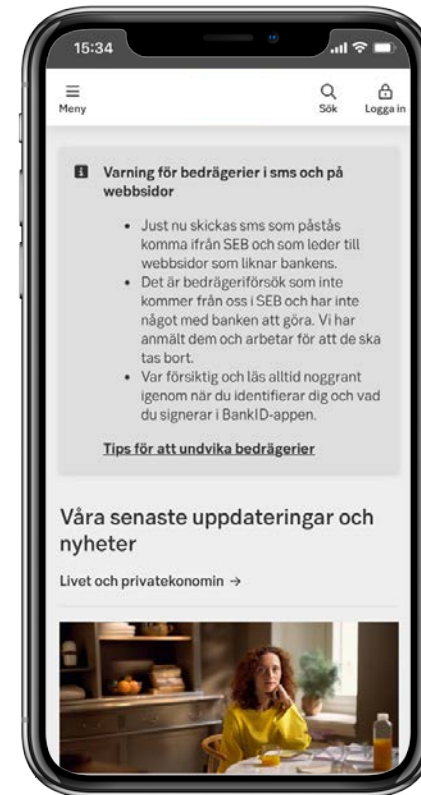 15:34
Meny
Sök
Logga in
Varning för bedrägerier i sms och på
webbsidor
• Just nu skickas sms som påstås
komma ifrån SEB och som leder till
webbsidor som liknar bankens.
• Det är bedrägeriförsök som inte
kommer från oss i SEB och har inte
något med banken att göra. Vi har
anmält dem och arbetar för att de ska
tas bort.
• Var försiktig och läs alltid noggrant
igenom när du identifierar dig och vad
du signerar i BankID-appen.
Tips för att undvika bedrägerier
Våra senaste uppdateringar och
nyheter
Livet och privatekonomin →